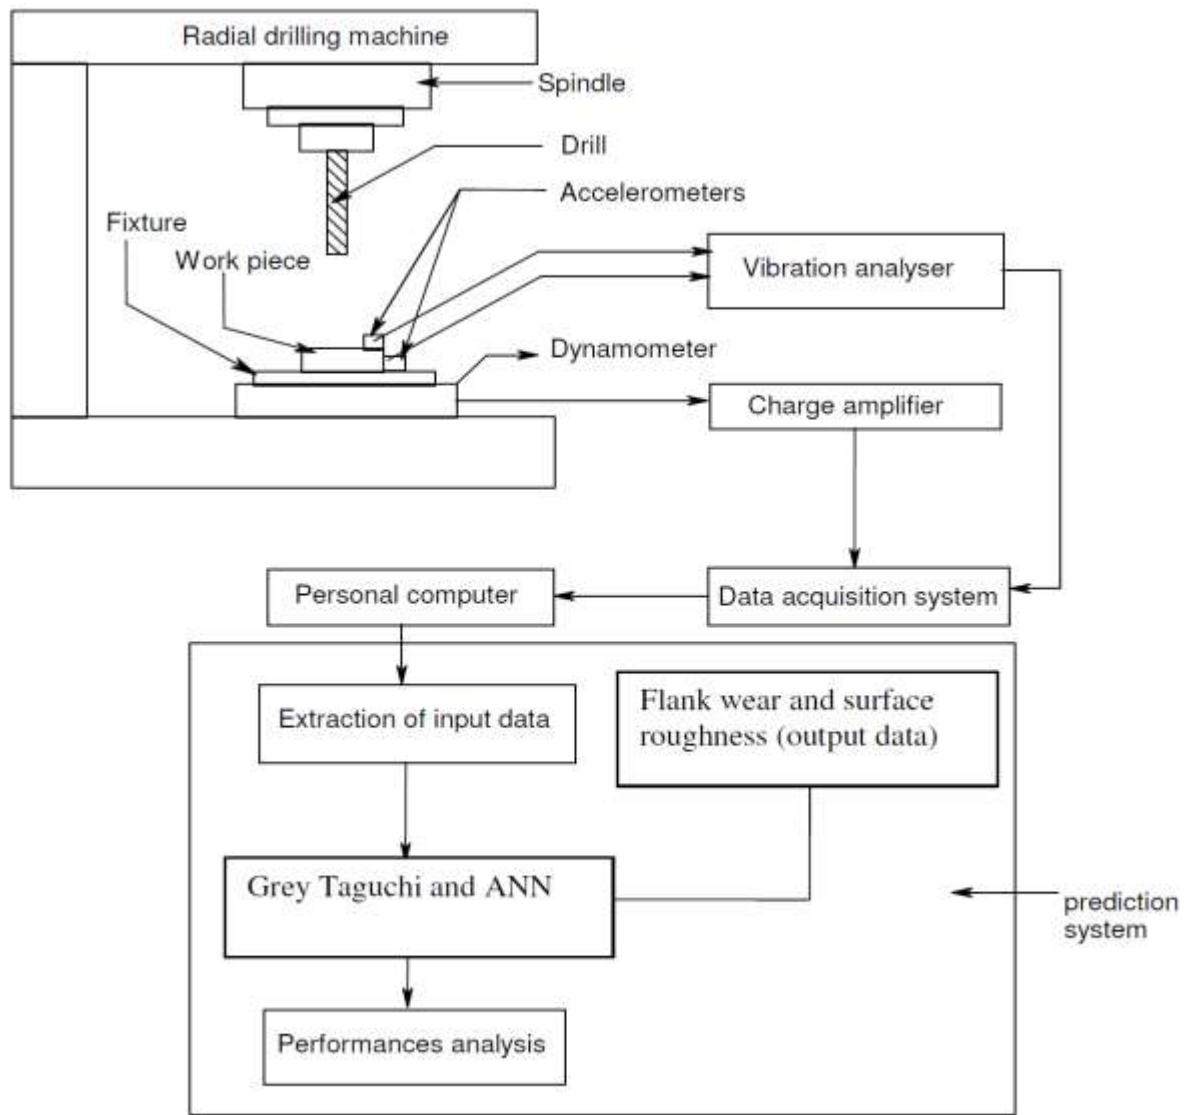 Radial drilling machine
Spindle
Drill
Accelerometers
Fixture
Work piece
Vibration analyser
Dynamometer
Charge amplifier
Personal computer
Data acquisition system
Extraction of input data
Flank wear and surface
roughness (output data)
Grey Taguchi and ANN
prediction
system
Performances analysis